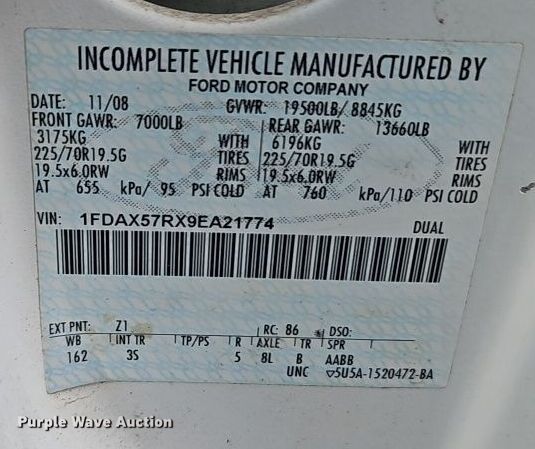 INCOMPLETE VEHICLE MANUFACTURED BY
FORD MOTOR COMPANY
DATE: 11/08 GVWR: 19500LB/ 8845KG
FRONT GAWR: 7000LB REAR GAWR: 13660LB
3175KG WITH 6196KG WITH
225/70R19.5G TIRES 225/70R19.5G TIRES
19.5x6.0RW RIMS 19.5x6.0RW RIMS
AT 655 kPa/ 95 PSI COLD AT 760 kPa/110 PSI COLD
VIN: 1FDAX57RX9EA21774 DUAL
EXT PNT: Z1 RC: 86 DSO:
WB INT TR TP/PS R AXLE TR SPR
162 3S 5 8L B AABB
UNC ▽5U5A-1520472-BA
Purple Wave Auction